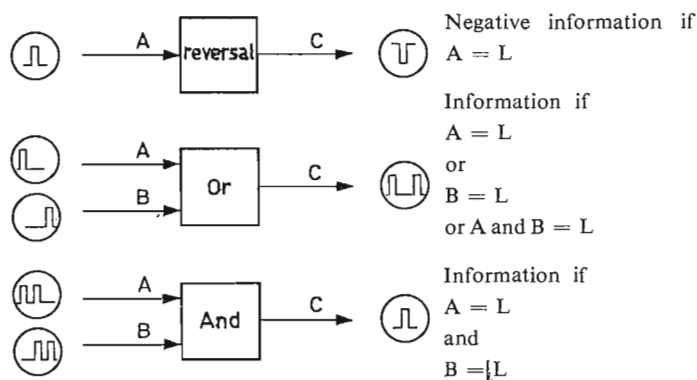 A
reversal
C
Negative information if
A = L
A
B
Or
C
Information if
A = L
or
B = L
or A and B = L
A
B
And
C
Information if
A = L
and
B = L